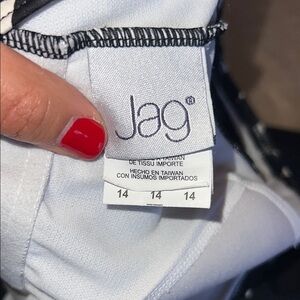 Jag®
TAIWAN
DE TISSU IMPORTE
HECHO EN TAIWAN
CON INSUMOS IMPORTADOS
14 14 14